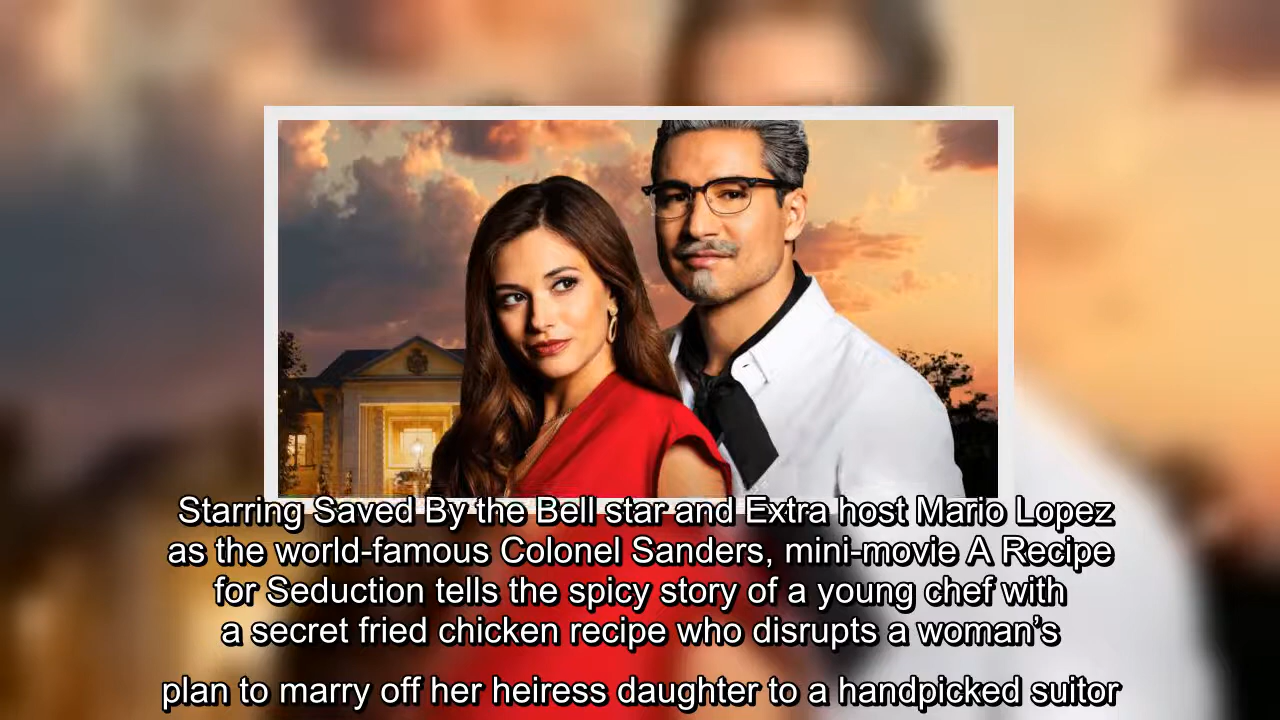 Starring Saved By the Bell star and Extra host Mario Lopez
as the world-famous Colonel Sanders, mini-movie A Recipe
for Seduction tells the spicy story of a young chef with
a secret fried chicken recipe who disrupts a woman’s
plan to marry off her heiress daughter to a handpicked suitor